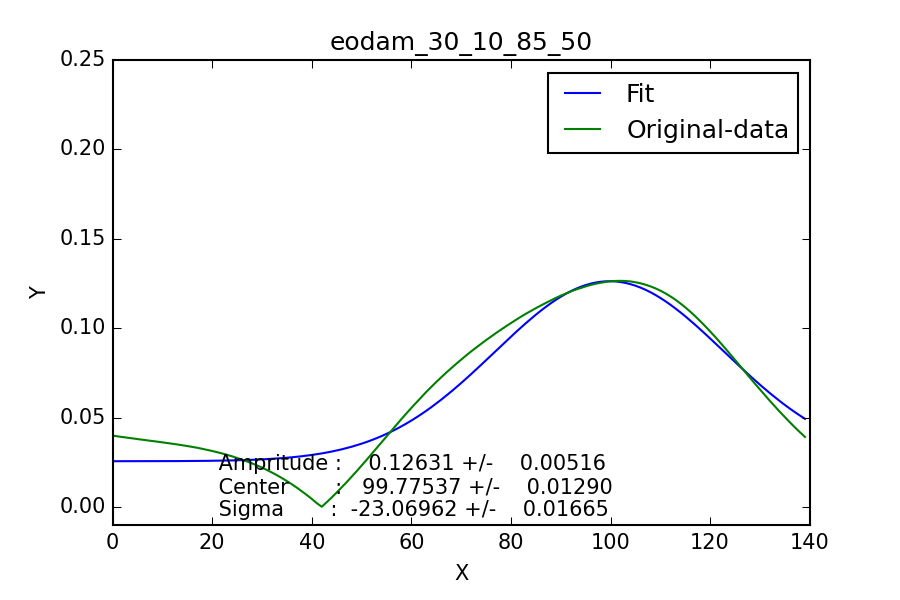 eodam_30_10_85_50
0.25
0.20
0.15
0.10
0.05
0.00
Y
Fit
Original-data
Ampritude : 0.12631 +/- 0.00516
Center : 99.77537 +/- 0.01290
Sigma : -23.06962 +/- 0.01665
0 20 40 60 80 100 120 140
X